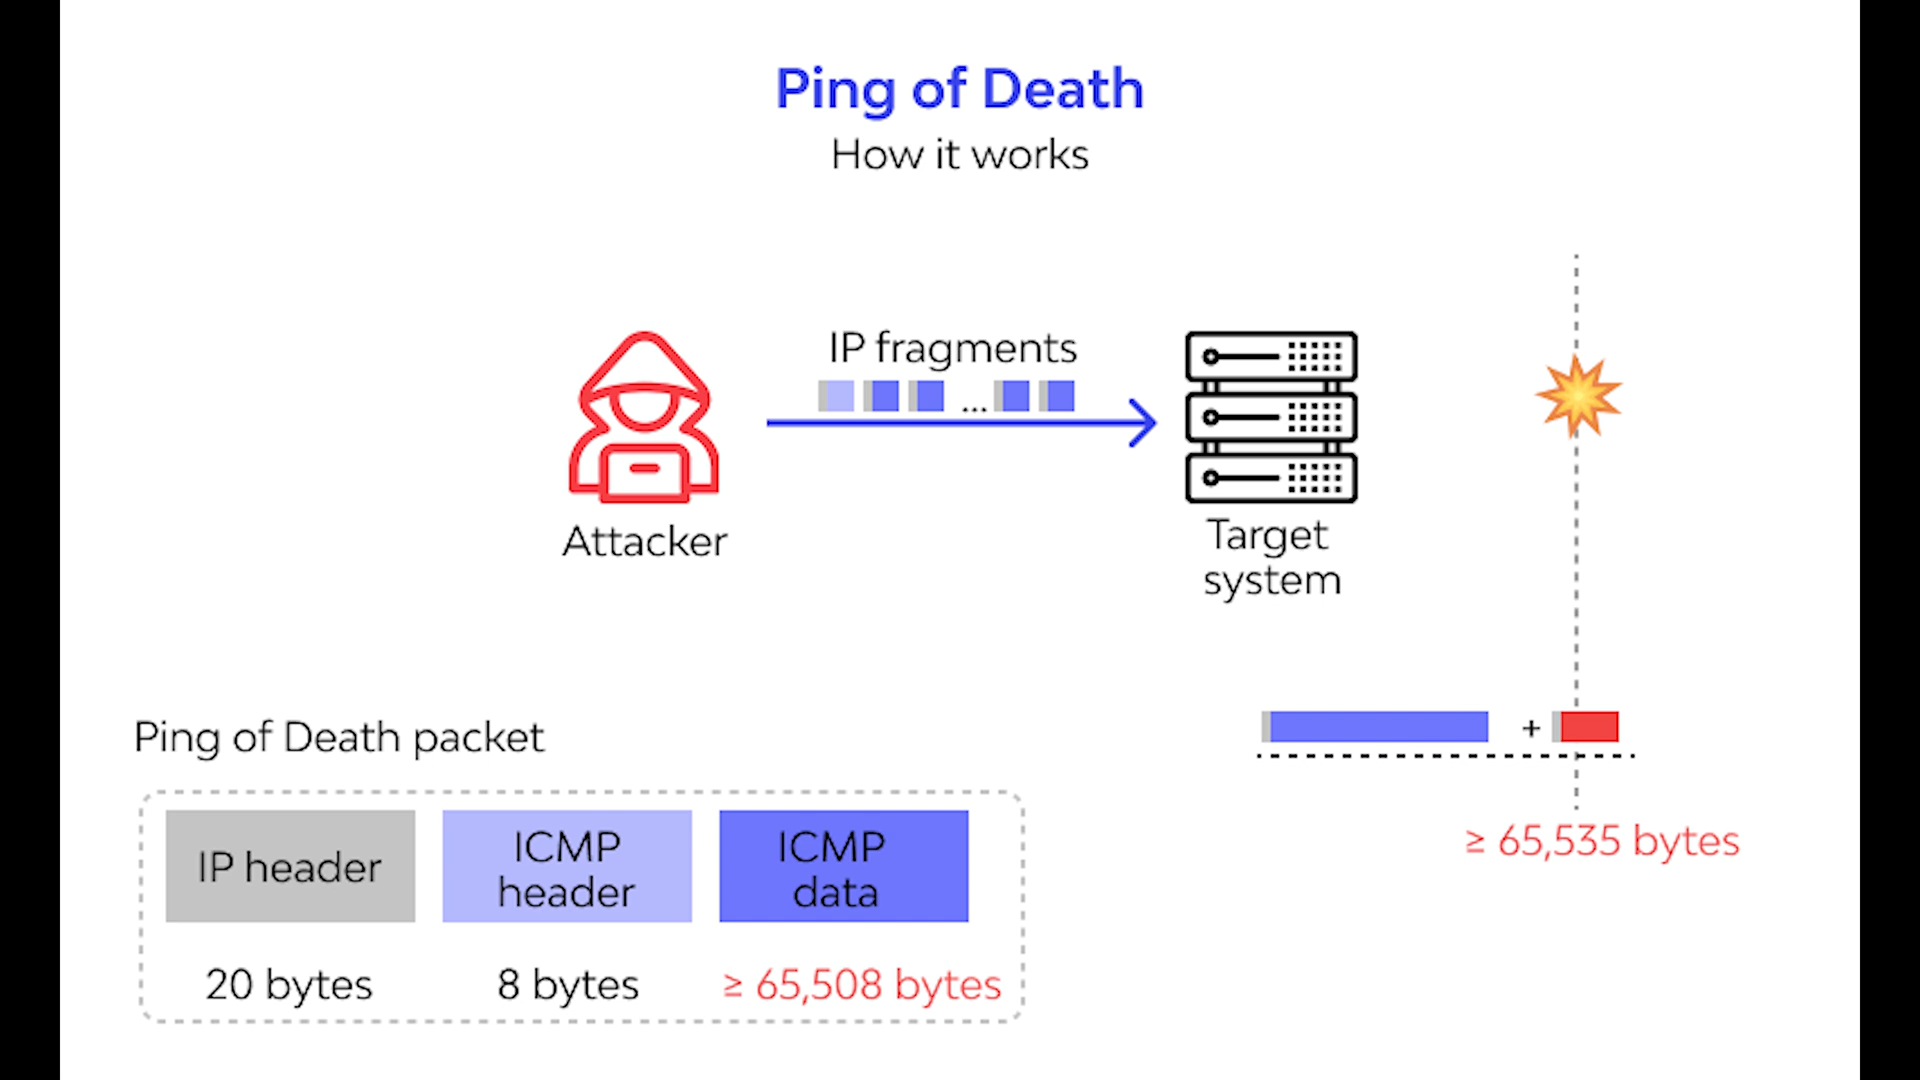 Ping of Death
How it works
IP fragments
...
Attacker
Target
system
+
≥ 65,535 bytes
Ping of Death packet
IP header
ICMP
header
ICMP
data
20 bytes
8 bytes
≥ 65,508 bytes